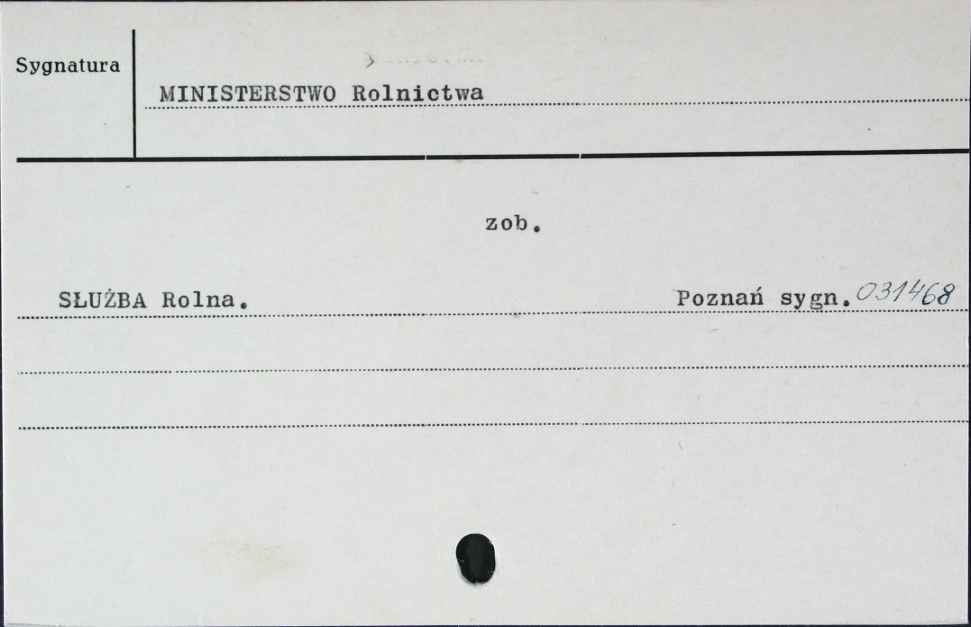 Sygnatura
MINISTERSTWO Rolnictwa
zob.
SŁUŻBA Rolna. Poznań sygn. 031468